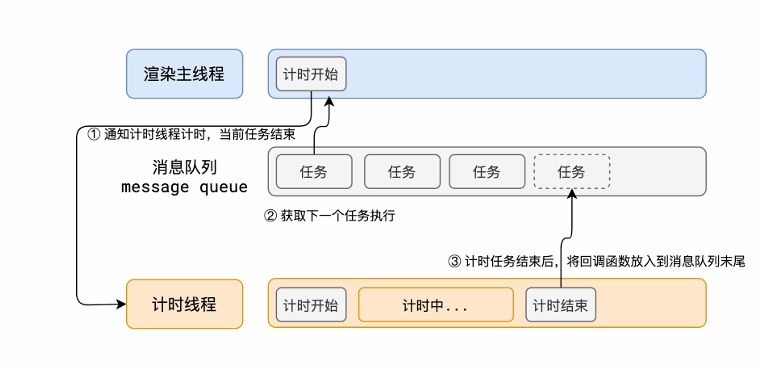 渲染主线程
计时开始
① 通知计时线程计时，当前任务结束
消息队列
message queue
任务
任务
任务
任务
② 获取下一个任务执行
③ 计时任务结束后，将回调函数放入到消息队列末尾
计时线程
计时开始
计时中...
计时结束